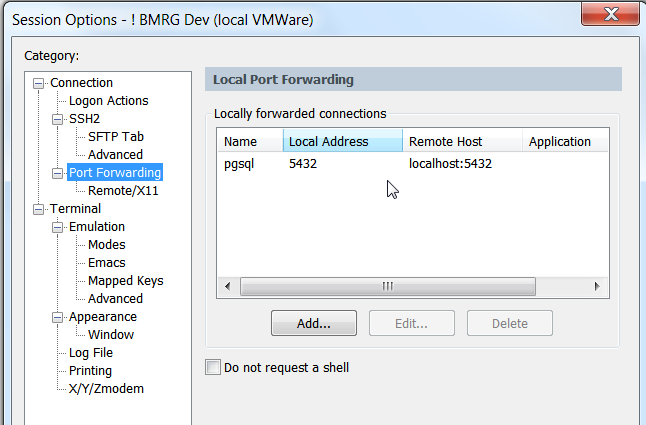 Session Options - ! BMRG Dev (local VMWare)
Category:
Connection
Logon Actions
SSH2
SFTP Tab
Advanced
Port Forwarding
Remote/X11
Terminal
Emulation
Modes
Emacs
Mapped Keys
Advanced
Appearance
Window
Log File
Printing
X/Y/Zmodem
Local Port Forwarding
Locally forwarded connections
Name Local Address Remote Host Application
pgsql 5432 localhost:5432
Add... Edit... Delete
Do not request a shell